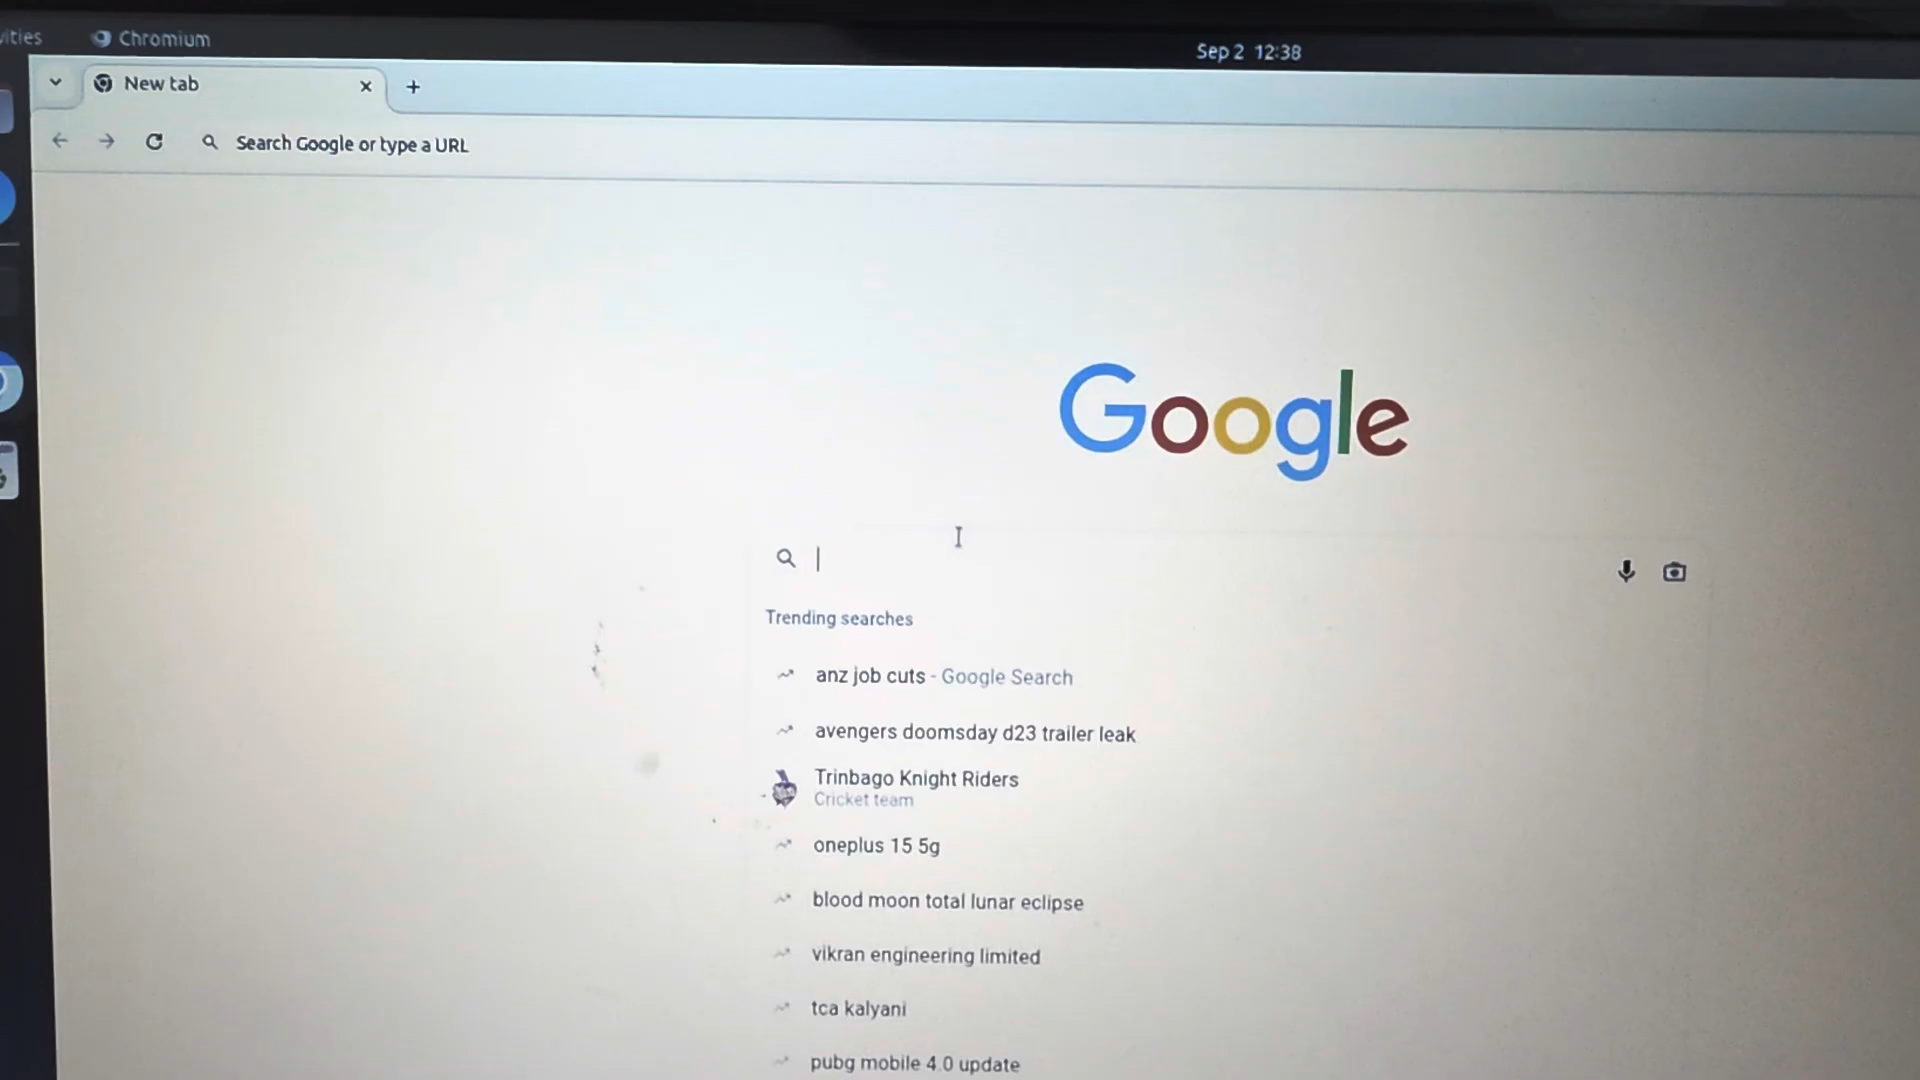 vities
Chromium
Sep 2 12:38
New tab
Search Google or type a URL
Google
Trending searches
anz job cuts - Google Search
avengers doomsday d23 trailer leak
Trinbago Knight Riders
Cricket team
oneplus 15 5g
blood moon total lunar eclipse
vikran engineering limited
tca kalyani
pubg mobile 4.0 update